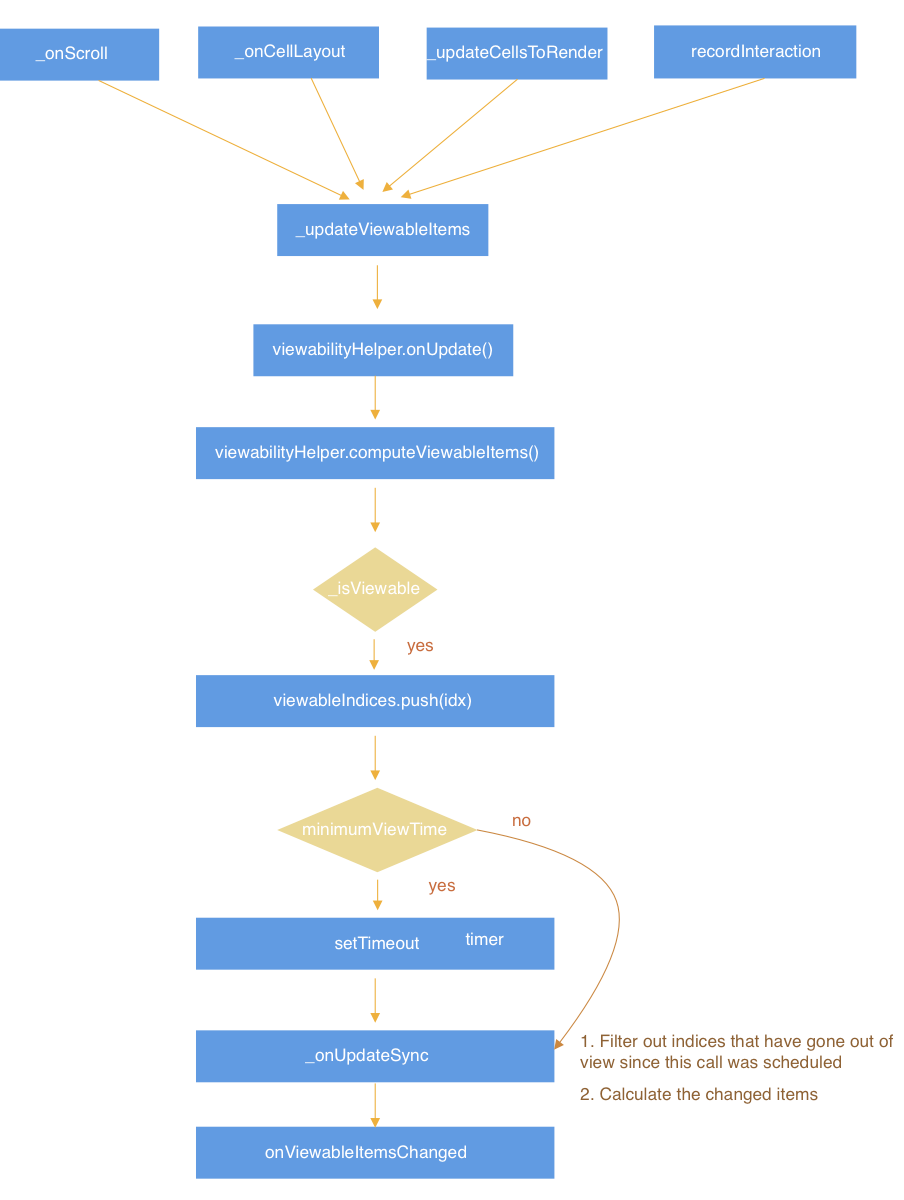 _onScroll
_onCellLayout
_updateCellsToRender
recordInteraction
_updateViewableItems
viewabilityHelper.onUpdate()
viewabilityHelper.computeViewableItems()
_isViewable
yes
viewableIndices.push(idx)
no
minimumViewTime
yes
setTimeout
timer
_onUpdateSync
1. Filter out indices that have gone out of
view since this call was scheduled
2. Calculate the changed items
onViewableItemsChanged